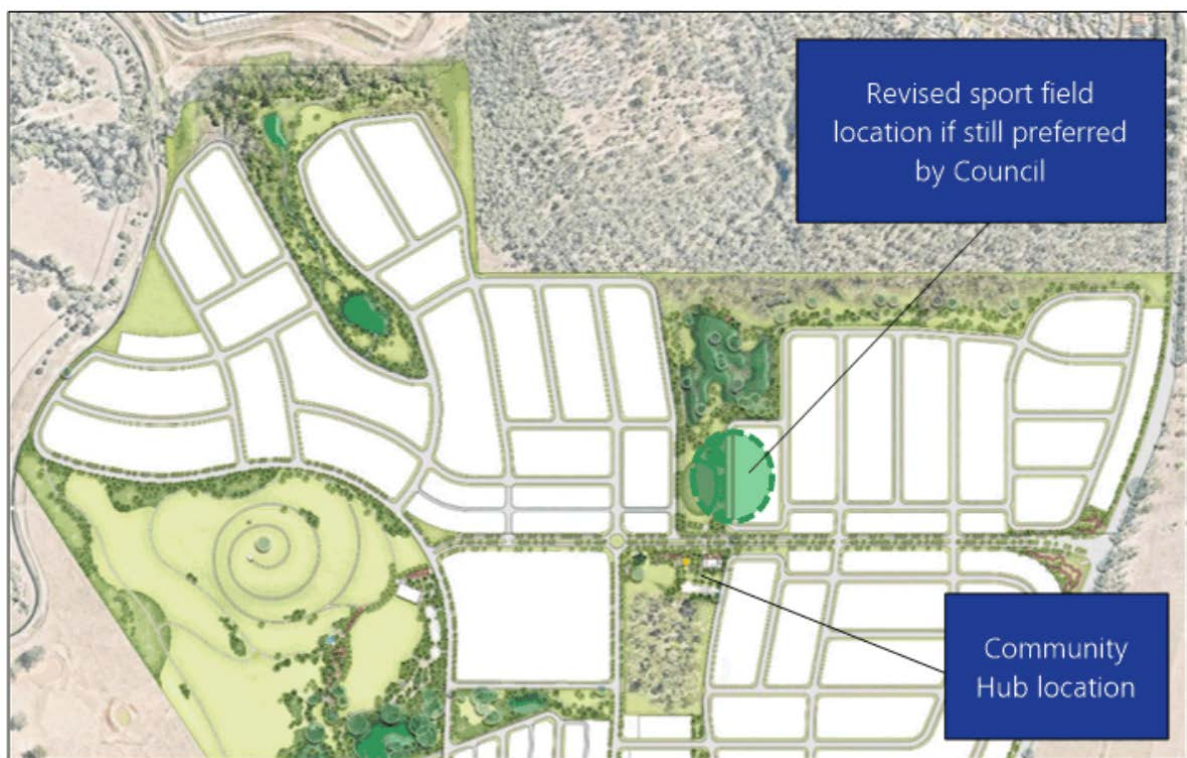 Revised sport field
location if still preferred
by Council
Community
Hub location